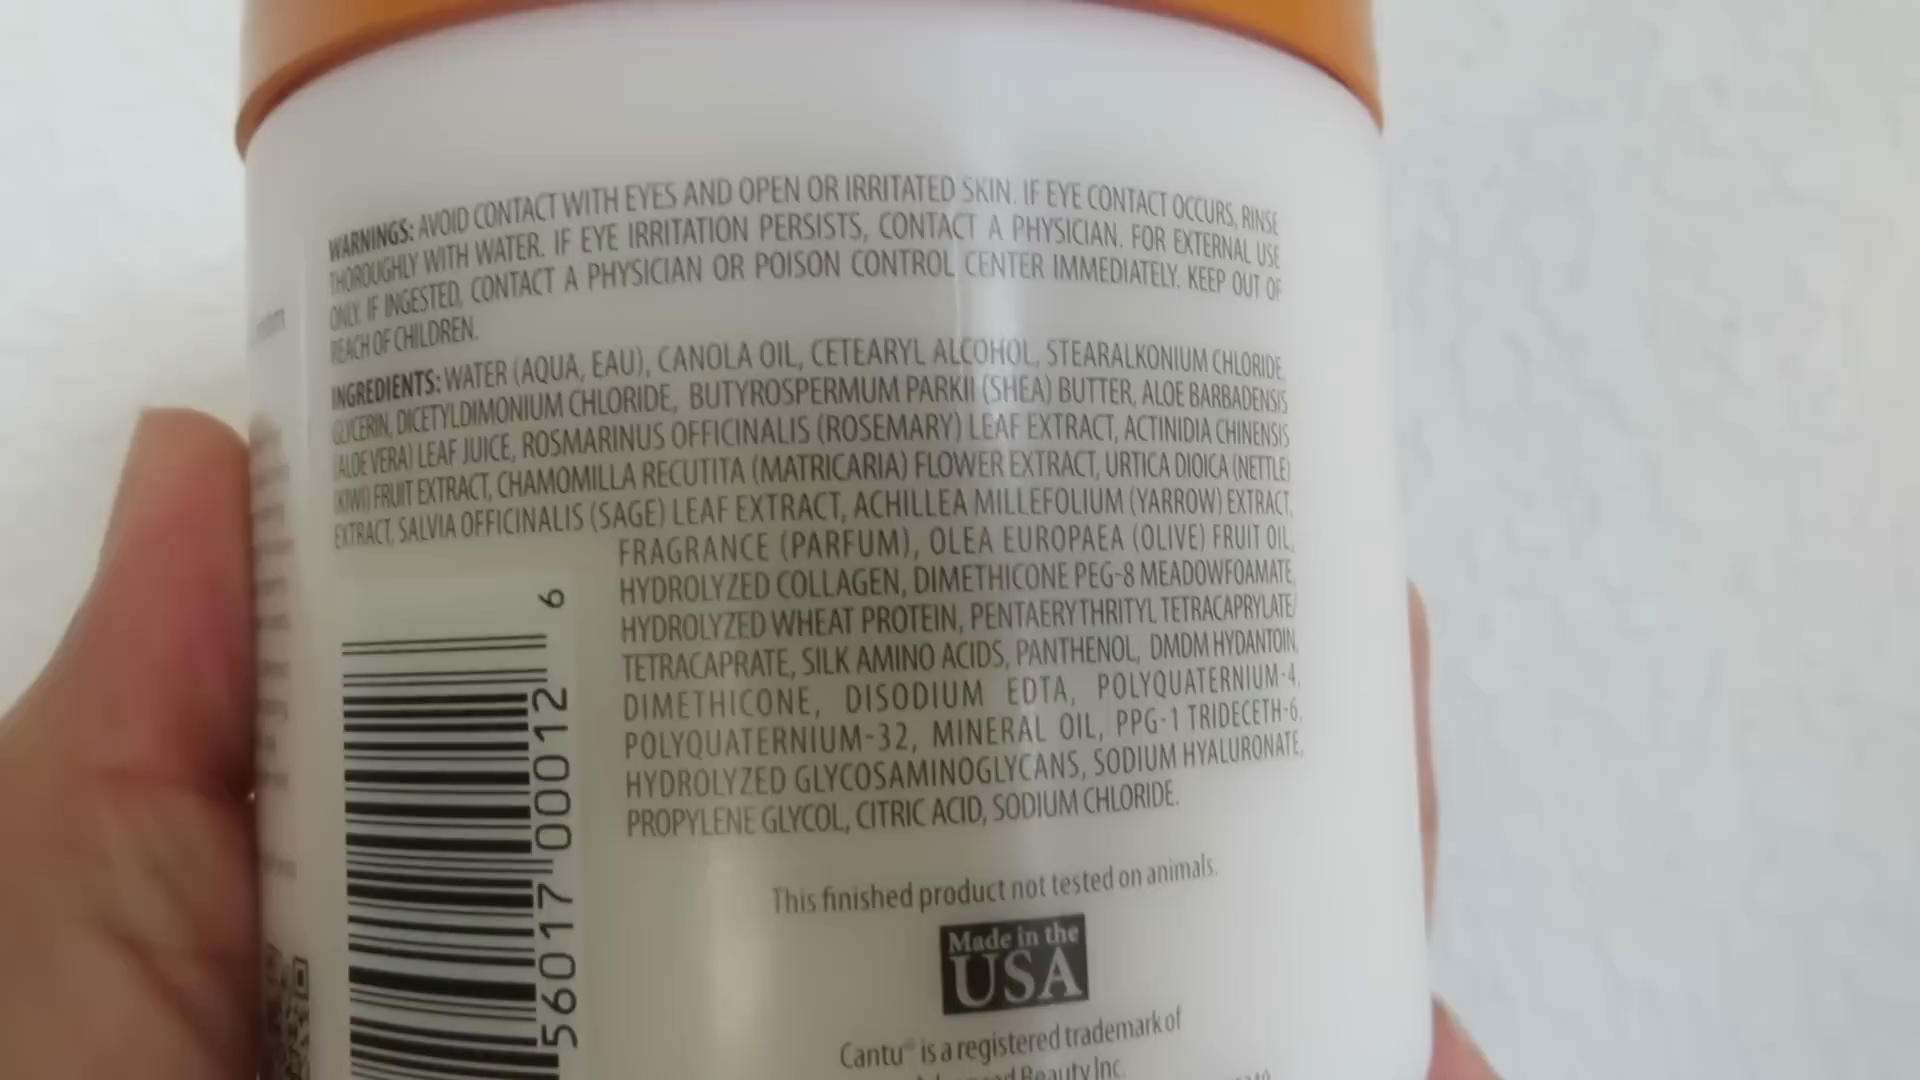 WARNINGS: AVOID CONTACT WITH EYES AND OPEN OR IRRITATED SKIN. IF EYE CONTACT OCCURS, RINSE
THOROUGHLY WITH WATER. IF EYE IRRITATION PERSISTS, CONTACT A PHYSICIAN. FOR EXTERNAL USE
ONLY. IF INGESTED, CONTACT A PHYSICIAN OR POISON CONTROL CENTER IMMEDIATELY. KEEP OUT OF
REACH OF CHILDREN.
INGREDIENTS: WATER (AQUA, EAU), CANOLA OIL, CETEARYL ALCOHOL, STEARALKONIUM CHLORIDE,
GLYCERIN, DICETYLDIMONIUM CHLORIDE, BUTYROSPERMUM PARKII (SHEA) BUTTER, ALOE BARBADENSIS
(ALOE VERA) LEAF JUICE, ROSMARINUS OFFICINALIS (ROSEMARY) LEAF EXTRACT, ACTINIDIA CHINENSIS
(KIWI) FRUIT EXTRACT, CHAMOMILLA RECUTITA (MATRICARIA) FLOWER EXTRACT, URTICA DIOICA (NETTLE)
EXTRACT, SALVIA OFFICINALIS (SAGE) LEAF EXTRACT, ACHILLEA MILLEFOLIUM (YARROW) EXTRACT,
FRAGRANCE (PARFUM), OLEA EUROPAEA (OLIVE) FRUIT OIL,
HYDROLYZED COLLAGEN, DIMETHICONE PEG-8 MEADOWFOAMATE,
HYDROLYZED WHEAT PROTEIN, PENTAERYTHRITYL TETRACAPRYLATE/
TETRACAPRATE, SILK AMINO ACIDS, PANTHENOL, DMDM HYDANTOIN,
DIMETHICONE, DISODIUM EDTA, POLYQUATERNIUM-4,
POLYQUATERNIUM-32, MINERAL OIL, PPG-1 TRIDECETH-6,
HYDROLYZED GLYCOSAMINOGLYCANS, SODIUM HYALURONATE,
PROPYLENE GLYCOL, CITRIC ACID, SODIUM CHLORIDE.
56017 00012 6
This finished product not tested on animals.
Made in the
USA
Cantu® is a registered trademark of
Beauty Inc.